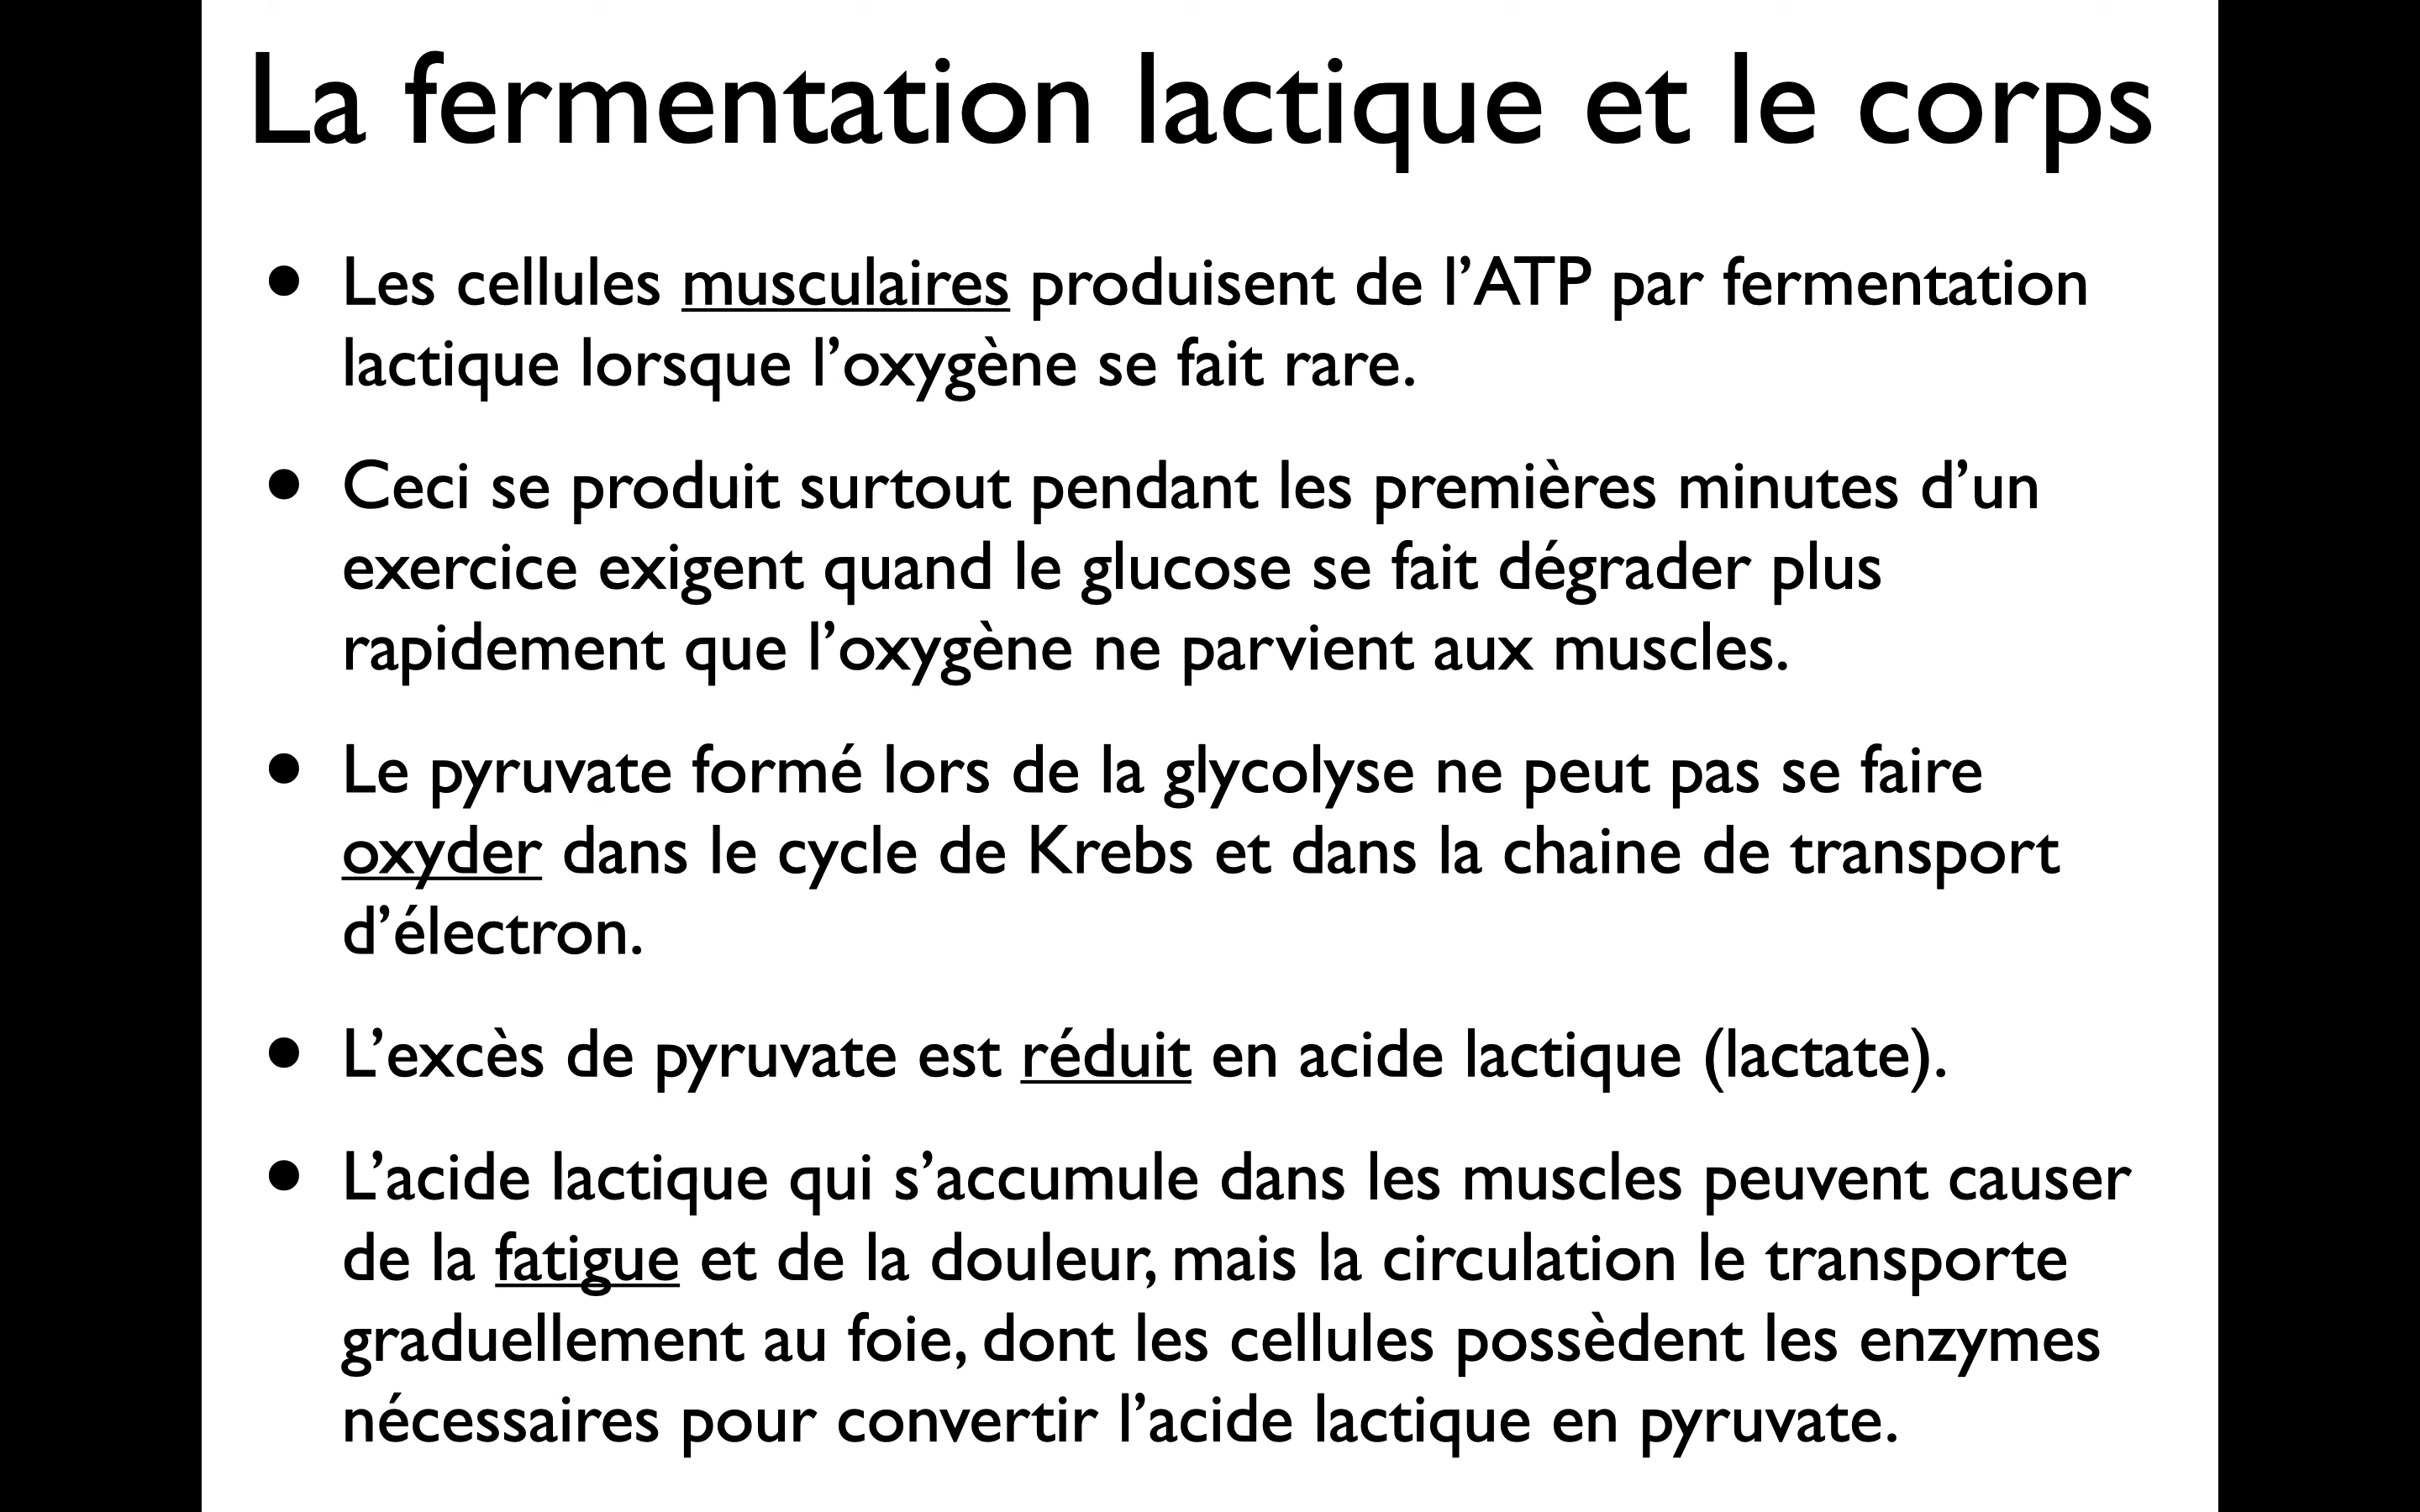 La fermentation lactique et le corps
• Les cellules musculaires produisent de l’ATP par fermentation
lactique lorsque l’oxygène se fait rare.
• Ceci se produit surtout pendant les premières minutes d’un
exercice exigent quand le glucose se fait dégrader plus
rapidement que l’oxygène ne parvient aux muscles.
• Le pyruvate formé lors de la glycolyse ne peut pas se faire
oxyder dans le cycle de Krebs et dans la chaine de transport
d’électron.
• L’excès de pyruvate est réduit en acide lactique (lactate).
• L’acide lactique qui s’accumule dans les muscles peuvent causer
de la fatigue et de la douleur, mais la circulation le transporte
graduellement au foie, dont les cellules possèdent les enzymes
nécessaires pour convertir l’acide lactique en pyruvate.